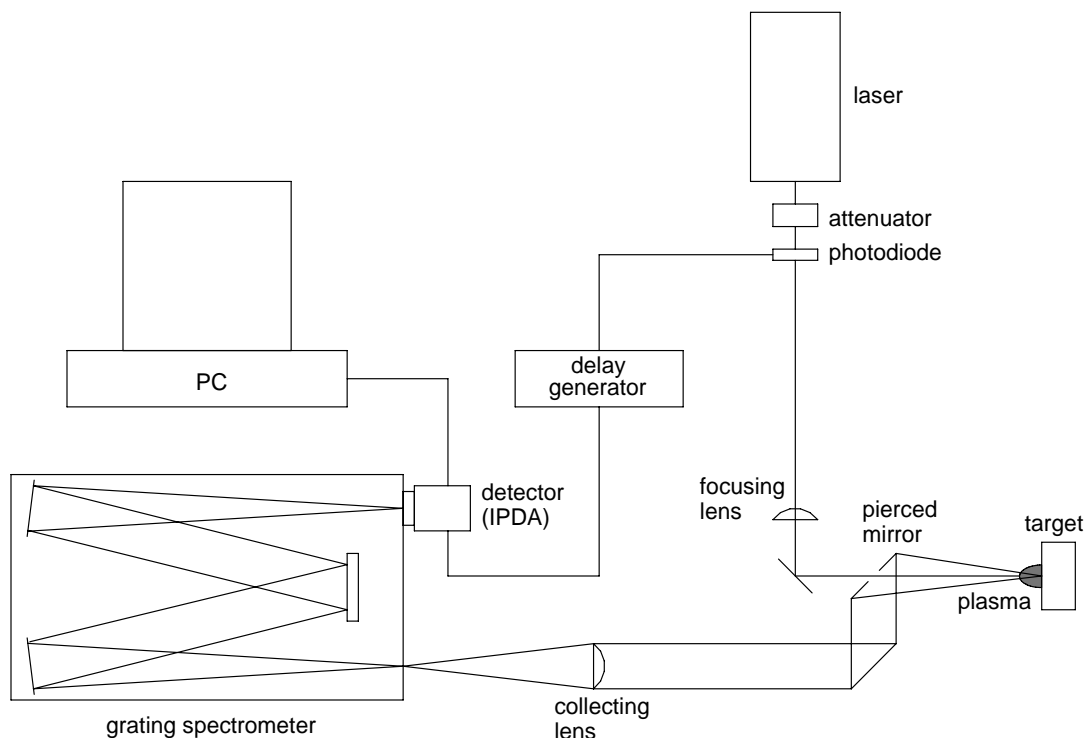 laser
attenuator
photodiode
delay
generator
PC
detector
(IPDA)
focusing
lens
pierced
mirror
target
plasma
collecting
lens
grating spectrometer